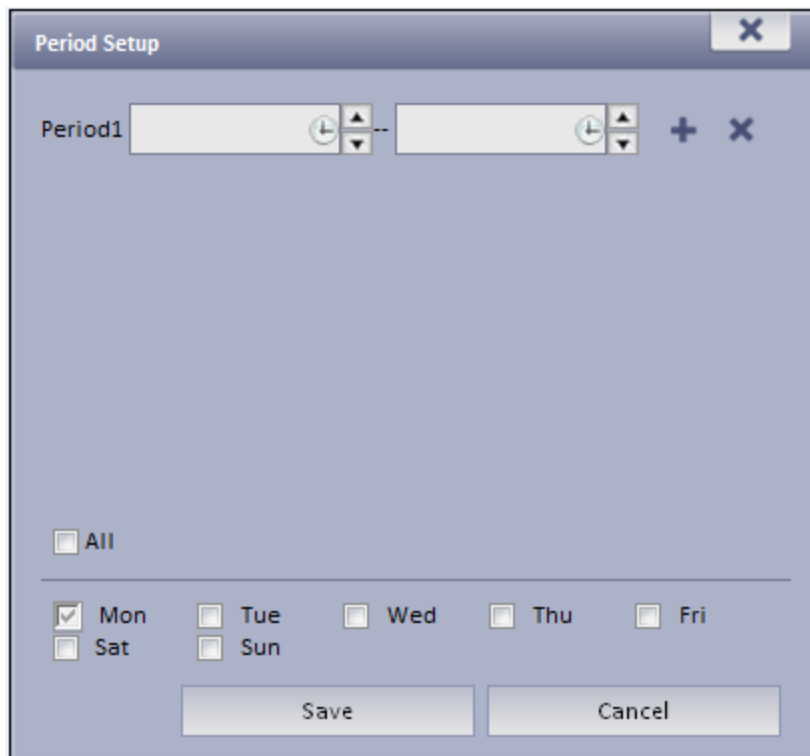 Period Setup
Period1 --
All
Mon Tue Wed Thu Fri
Sat Sun
Save Cancel